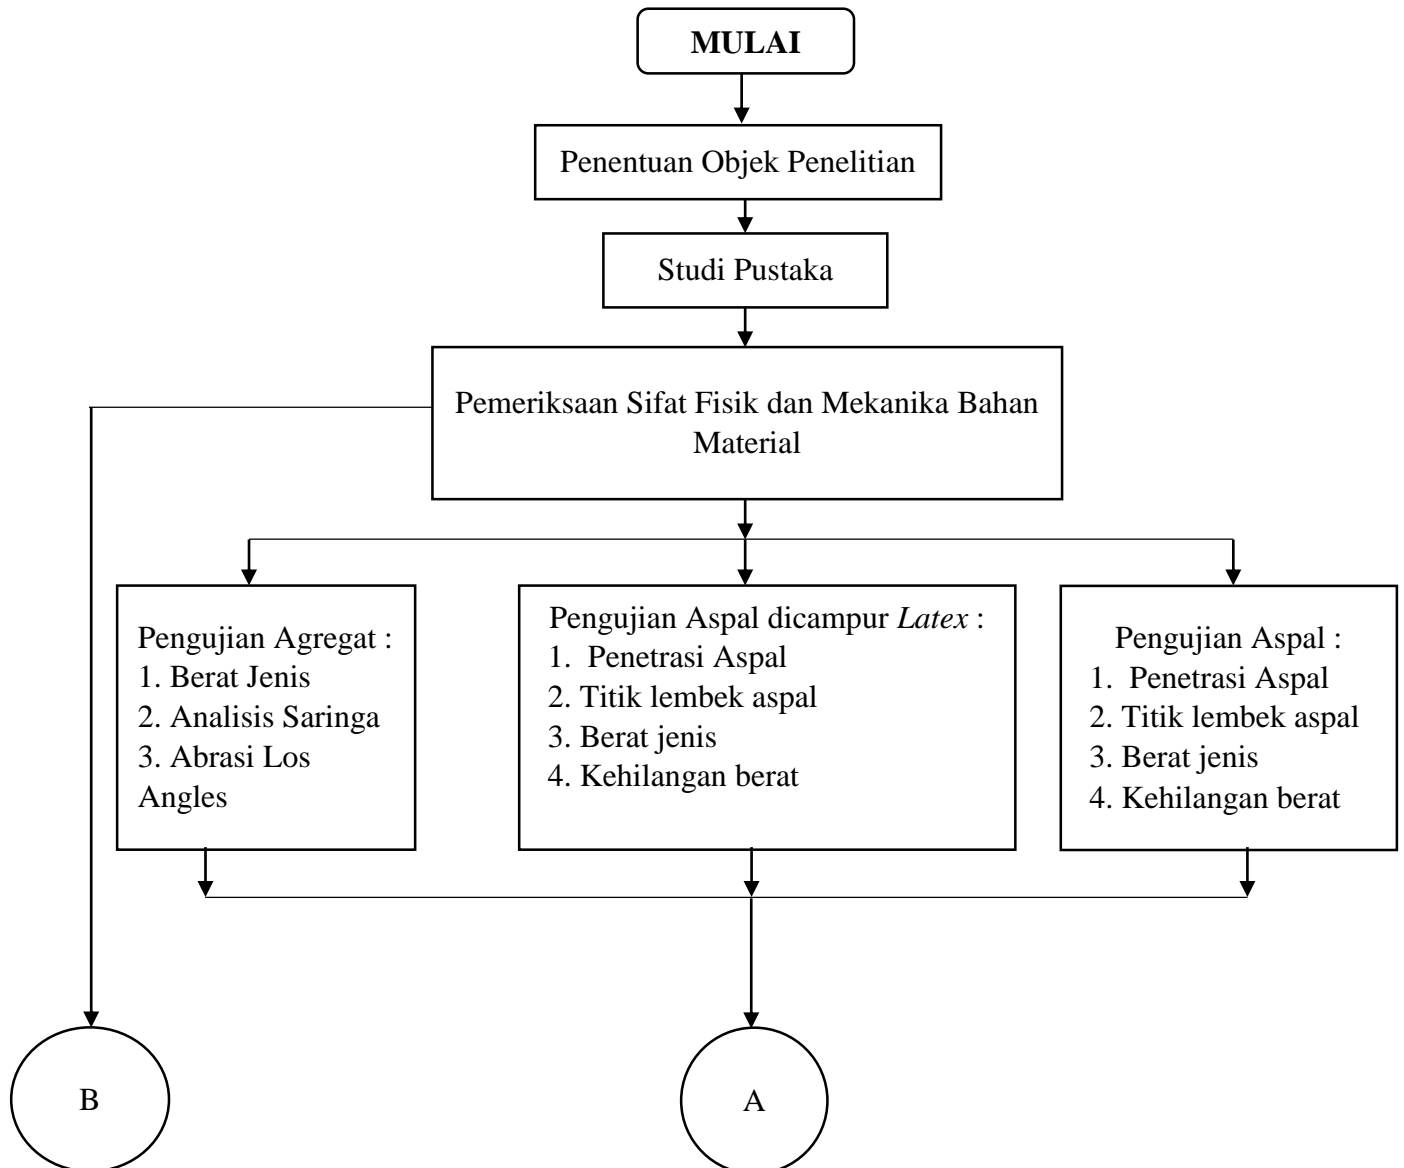 MULAI
Penentuan Objek Penelitian
Studi Pustaka
Pemeriksaan Sifat Fisik dan Mekanika Bahan
Material
Pengujian Agregat :
1. Berat Jenis
2. Analisis Saringa
3. Abrasi Los
Angles
Pengujian Aspal dicampur Latex :
1.  Penetrasi Aspal
2. Titik lembek aspal
3. Berat jenis
4. Kehilangan berat
Pengujian Aspal :
1.  Penetrasi Aspal
2. Titik lembek aspal
3. Berat jenis
4. Kehilangan berat
B
A